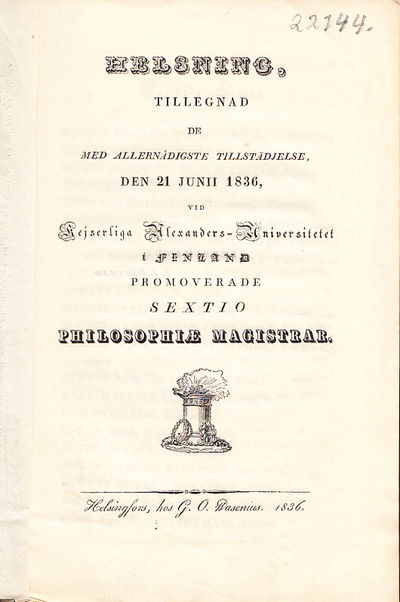 22144.
HELSNING,
TILLEGNAD
DE
MED ALLERNÅDIGSTE TILLSTÅDJELSE,
DEN 21 JUNII 1836,
VID
Kejserliga Alexanders-Universitetet
i FINLAND
PROMOVERADE
SEXTIO
PHILOSOPHIÆ MAGISTRAR.
Helsingfors, hos G. O. Wasenius. 1836.